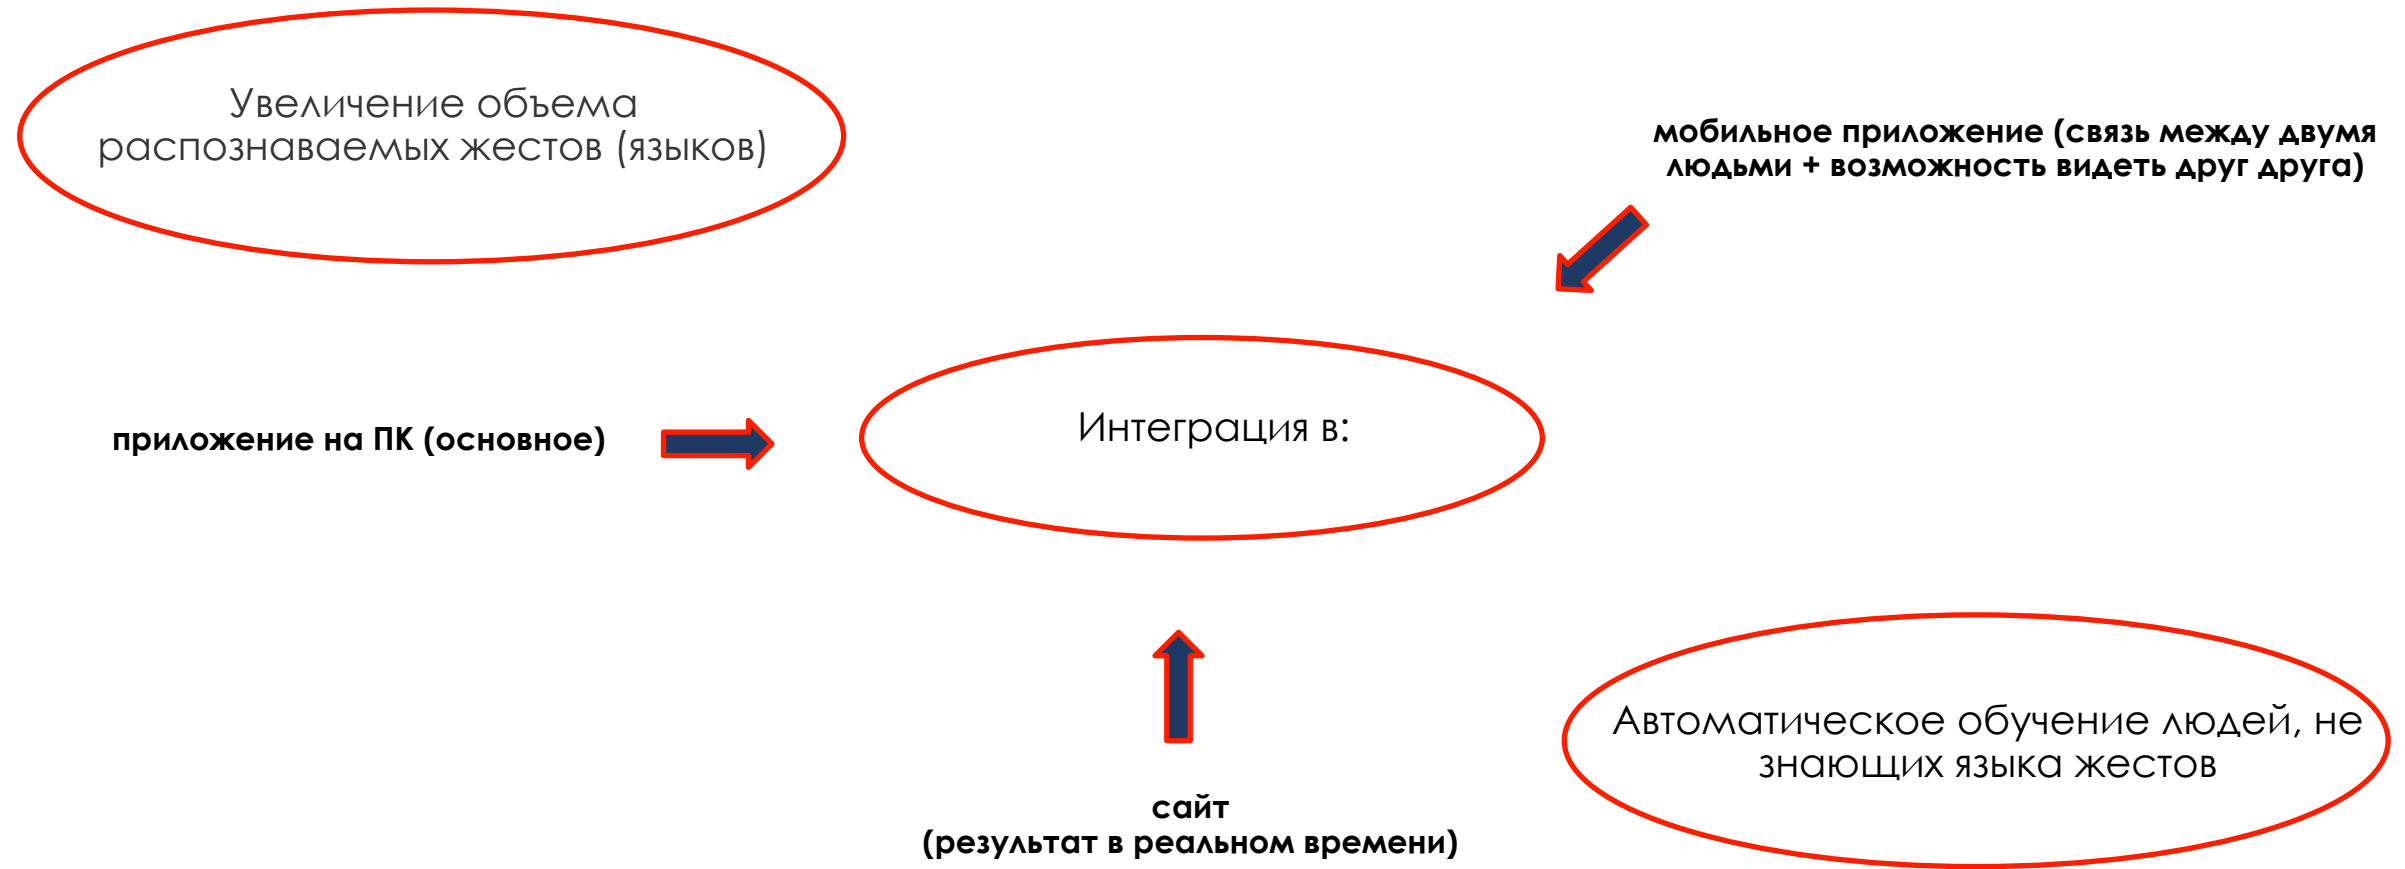 Увеличение объема
распознаваемых жестов (языков)
мобильное приложение (связь между двумя
людьми + возможность видеть друг друга)
приложение на ПК (основное)
Интеграция в:
Автоматическое обучение людей, не
знающих языка жестов
сайт
(результат в реальном времени)